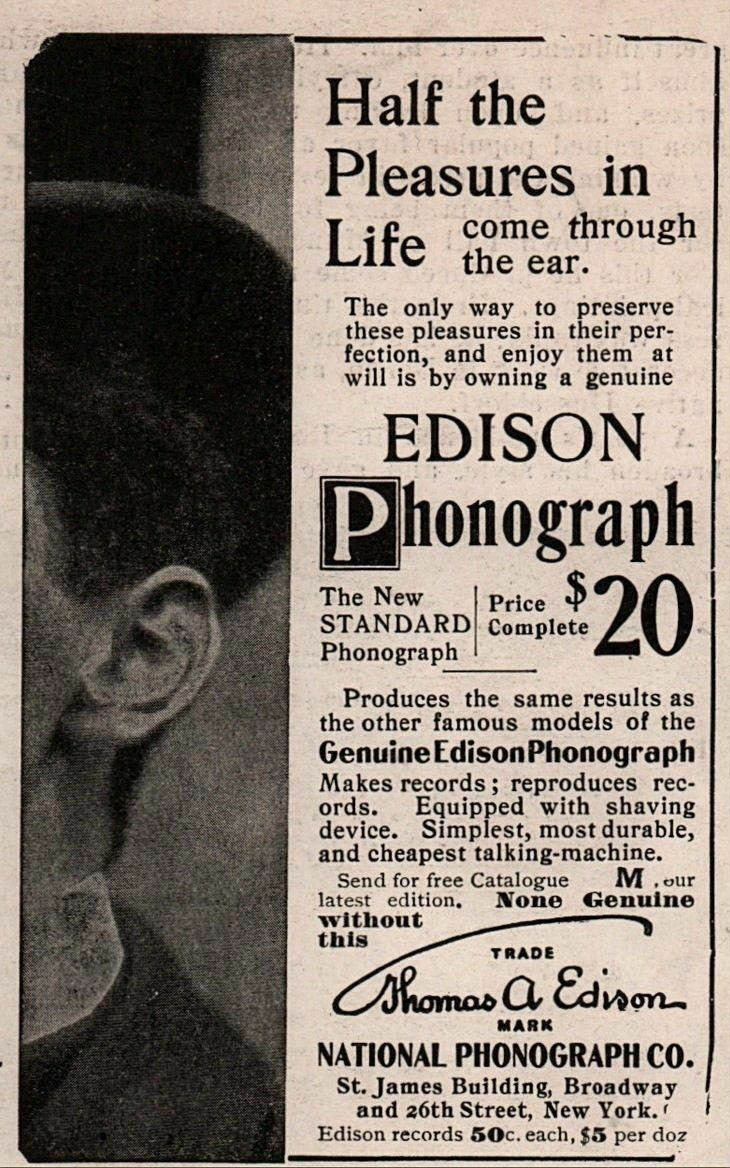 Half the
Pleasures in
Life come through
the ear.
The only way to preserve
these pleasures in their per-
fection, and enjoy them at
will is by owning a genuine
EDISON
Phonograph
The New
STANDARD
Phonograph
Price
Complete
$20
Produces the same results as
the other famous models of the
Genuine Edison Phonograph
Makes records; reproduces rec-
ords. Equipped with shaving
device. Simplest, most durable,
and cheapest talking-machine.
Send for free Catalogue M, our
latest edition. None Genuine
without
this
TRADE
Thomas A Edison
MARK
NATIONAL PHONOGRAPH CO.
St. James Building, Broadway
and 26th Street, New York.
Edison records 50c. each, $5 per doz